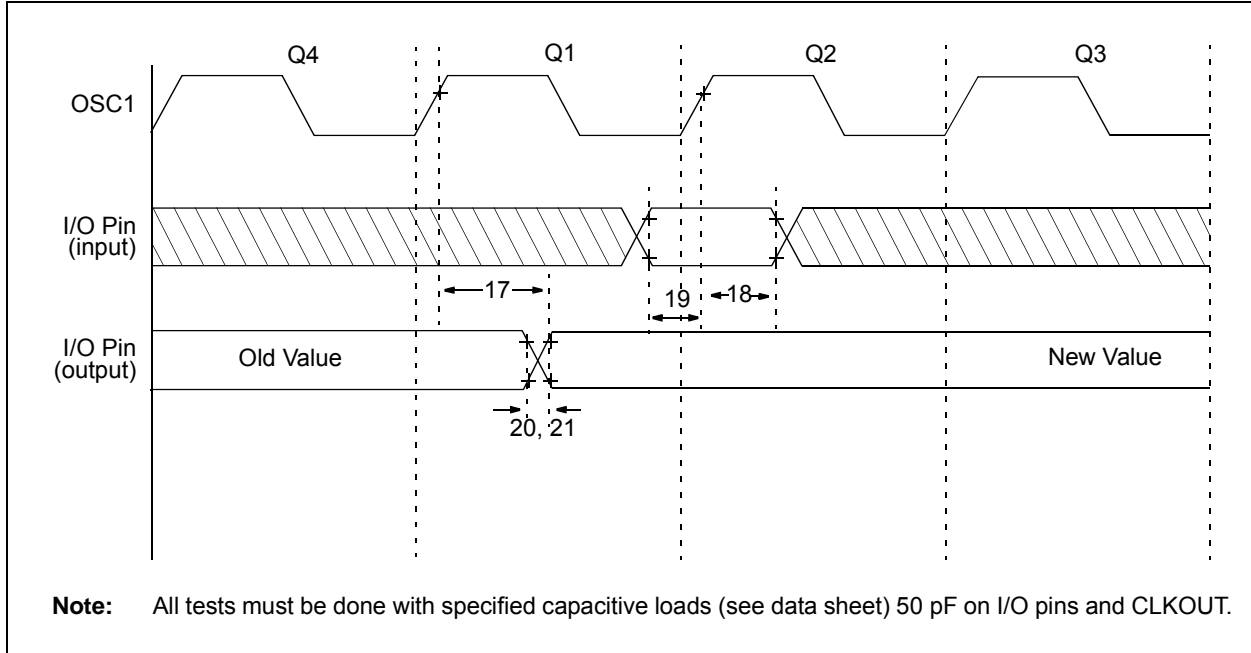 Q4 Q1 Q2 Q3
OSC1
I/O Pin
(input)
17
19
18
I/O Pin
(output)
Old Value
New Value
20, 21
Note: All tests must be done with specified capacitive loads (see data sheet) 50 pF on I/O pins and CLKOUT.